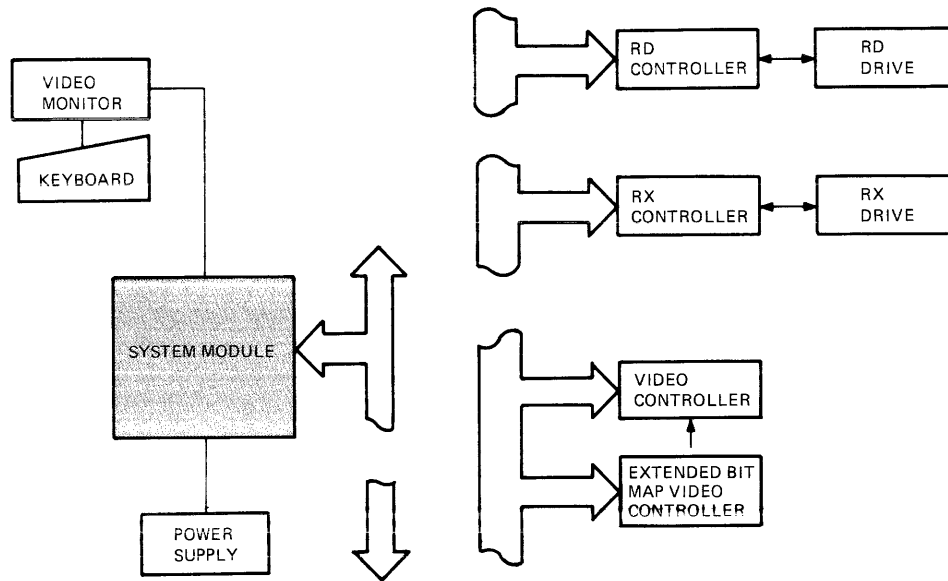 VIDEO
MONITOR
KEYBOARD
SYSTEM MODULE
POWER
SUPPLY
RD
CONTROLLER
RD
DRIVE
RX
CONTROLLER
RX
DRIVE
VIDEO
CONTROLLER
EXTENDED BIT
MAP VIDEO
CONTROLLER